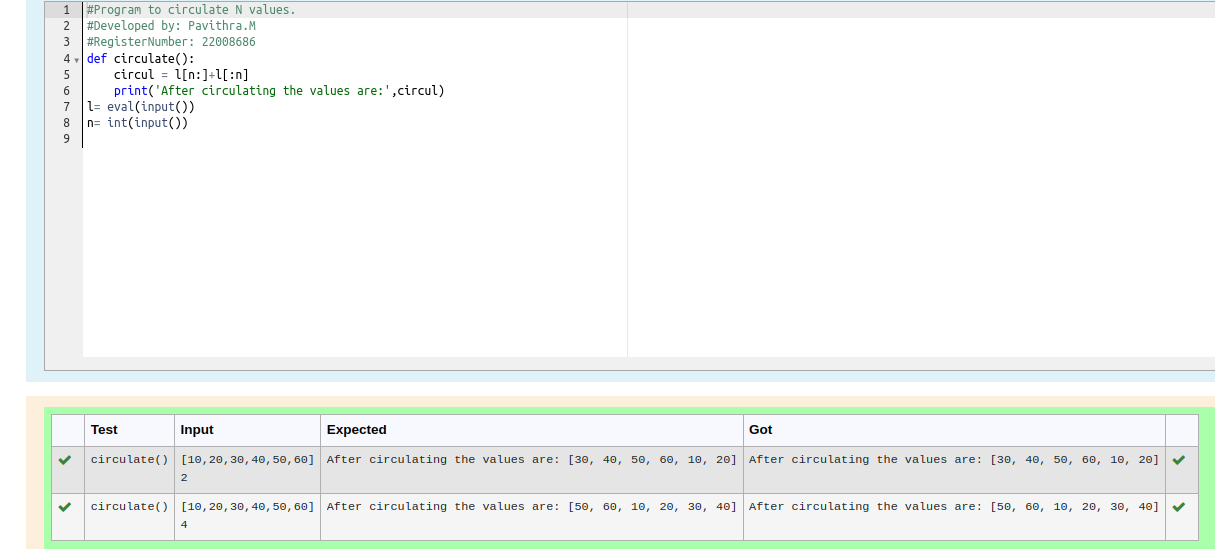 1 #Program to circulate N values.
2 #Developed by: Pavithra.M
3 #RegisterNumber: 22008686
4 def circulate():
5     circul = l[n:]+l[:n]
6     print('After circulating the values are:',circul)
7 l= eval(input())
8 n= int(input())
9
Test Input Expected Got
circulate() [10,20,30,40,50,60] After circulating the values are: [30, 40, 50, 60, 10, 20] After circulating the values are: [30, 40, 50, 60, 10, 20]
2
circulate() [10,20,30,40,50,60] After circulating the values are: [50, 60, 10, 20, 30, 40] After circulating the values are: [50, 60, 10, 20, 30, 40]
4